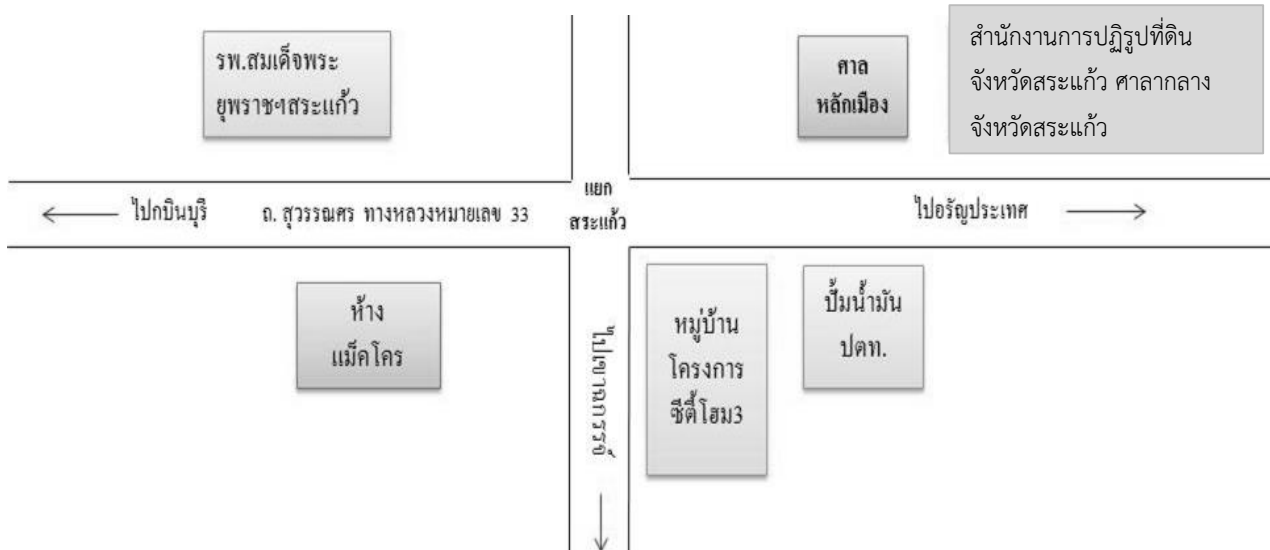 รพ.สมเด็จพระ
ยุพราชฯสระแก้ว
ศาล
หลักเมือง
สำนักงานการปฏิรูปที่ดิน
จังหวัดสระแก้ว ศาลากลาง
จังหวัดสระแก้ว
ไปกบินบุรี
ถ. สุวรรณศร ทางหลวงหมายเลข 33
แยก
สระแก้ว
ไปอรัญประเทศ
ห้าง
แม็คโคร
ไปเขาฉกรรจ์
หมู่บ้าน
โครงการ
ซีตี้โฮม3
ปั้มน้ำมัน
ปตท.